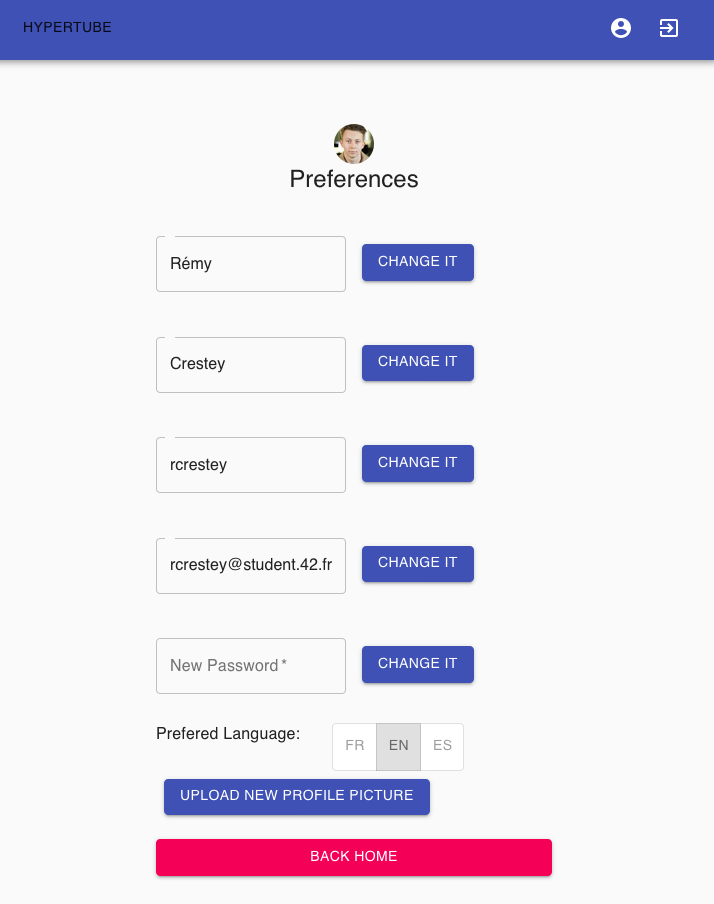 HYPERTUBE
Preferences
Rémy
CHANGE IT
Crestey
CHANGE IT
rcrestey
CHANGE IT
rcrestey@student.42.fr
CHANGE IT
New Password *
CHANGE IT
Prefered Language:
FR EN ES
UPLOAD NEW PROFILE PICTURE
BACK HOME